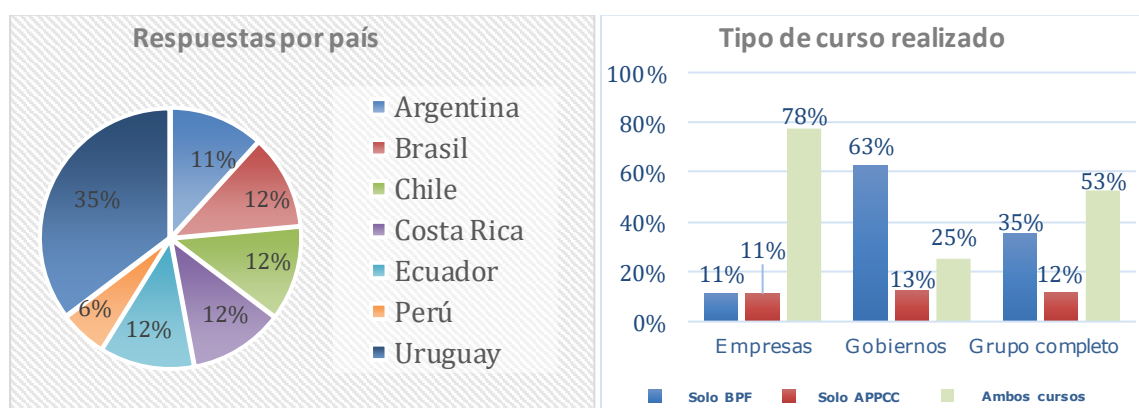 Respuestas por país
11%
12%
12%
12%
12%
6%
35%
Argentina
Brasil
Chile
Costa Rica
Ecuador
Perú
Uruguay
Tipo de curso realizado
100%
80%
60%
40%
20%
0%
11%
11%
78%
63%
13%
25%
35%
12%
53%
Empresas
Gobiernos
Grupo completo
Solo BPF
Solo APPCC
Ambos cursos